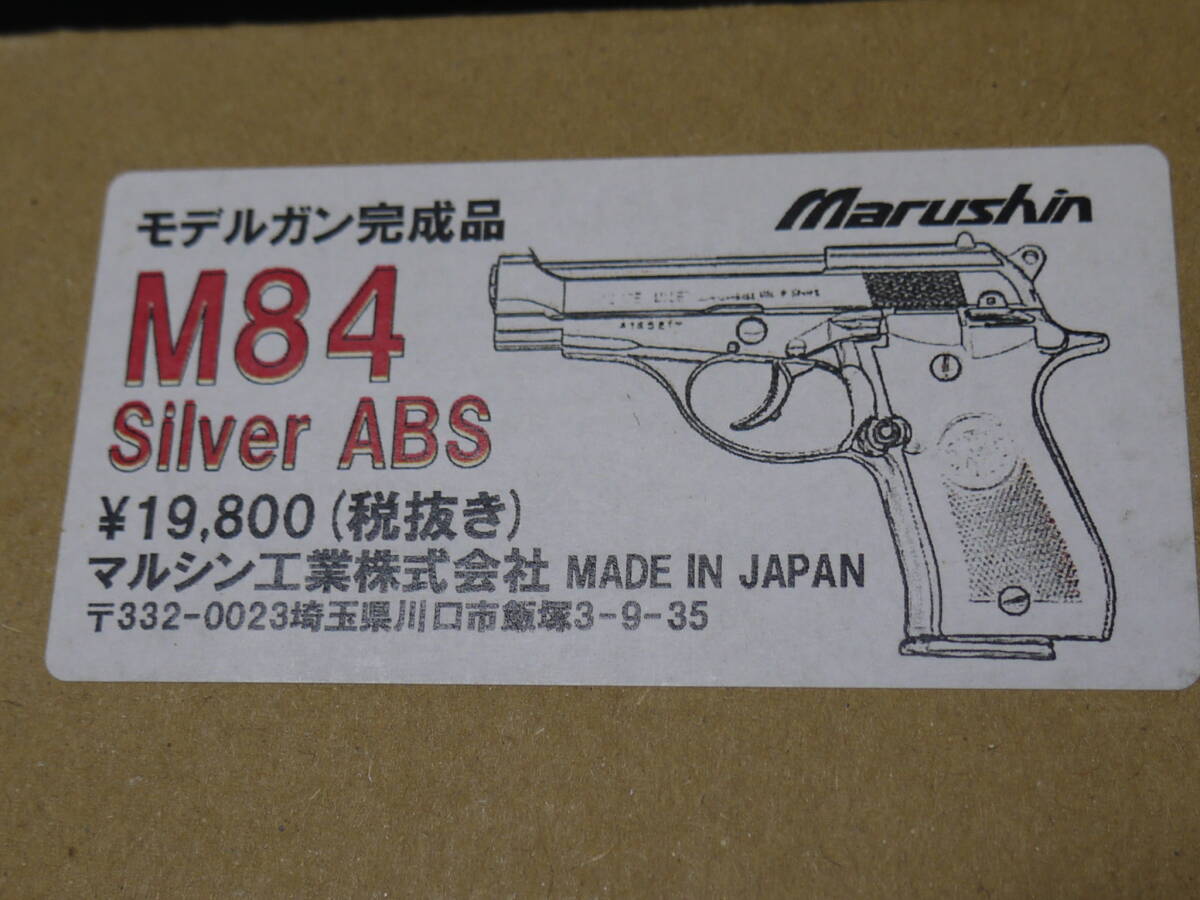 モデルガン完成品
Marushin
M84
Silver ABS
¥19,800(税抜き)
マルシン工業株式会社 MADE IN JAPAN
〒332-0023埼玉県川口市飯塚3-9-35